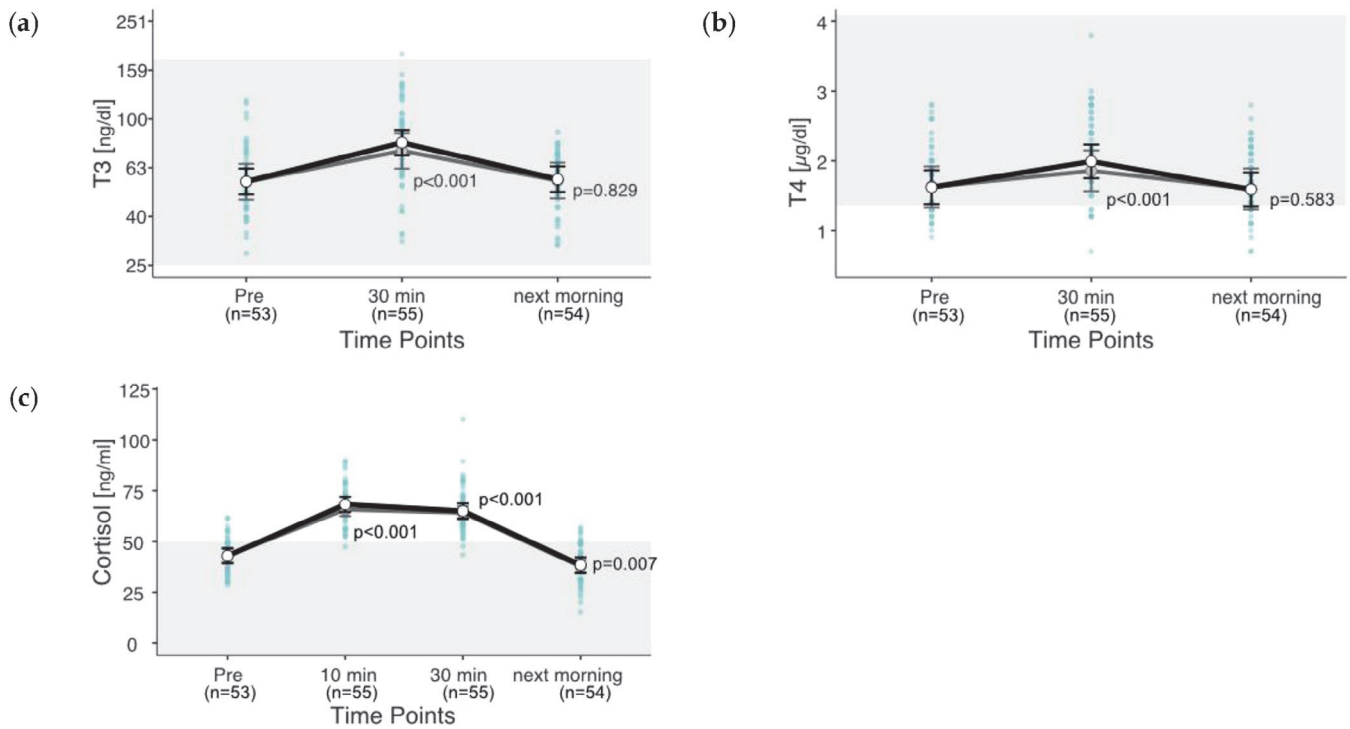 (a)
T3 [ng/dl]
251
159
100
63
40
25
p<0.001
p=0.829
Pre
(n=53)
30 min
(n=55)
next morning
(n=54)
Time Points
(b)
T4 [µg/dl]
4
3
2
1
p<0.001
p=0.583
Pre
(n=53)
30 min
(n=55)
next morning
(n=54)
Time Points
(c)
Cortisol [ng/ml]
125
100
75
50
25
0
p<0.001
p<0.001
p=0.007
Pre
(n=53)
10 min
(n=55)
30 min
(n=55)
next morning
(n=54)
Time Points